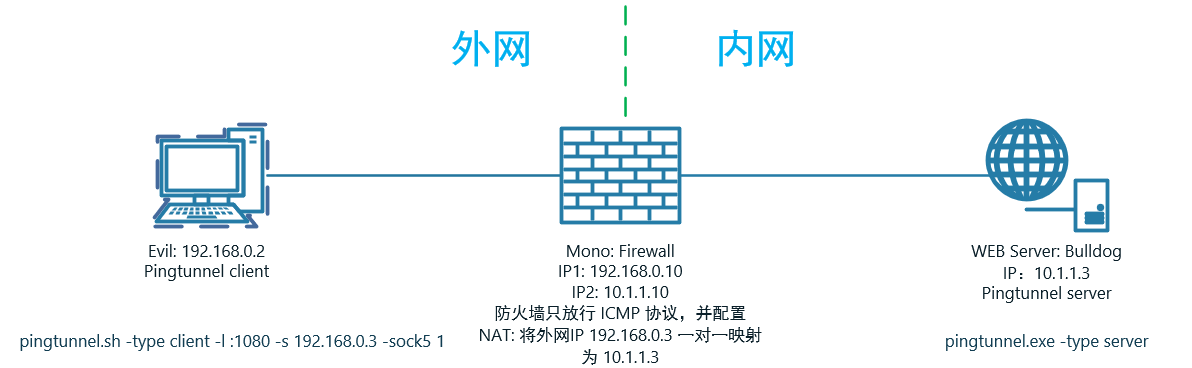 外网
内网
Evil: 192.168.0.2
Pingtunnel client
pingtunnel.sh -type client -l :1080 -s 192.168.0.3 -sock5 1
Mono: Firewall
IP1: 192.168.0.10
IP2: 10.1.1.10
防火墙只放行 ICMP 协议，并配置
NAT: 将外网IP 192.168.0.3 一对一映射
为 10.1.1.3
WEB Server: Bulldog
IP：10.1.1.3
Pingtunnel server
pingtunnel.exe -type server